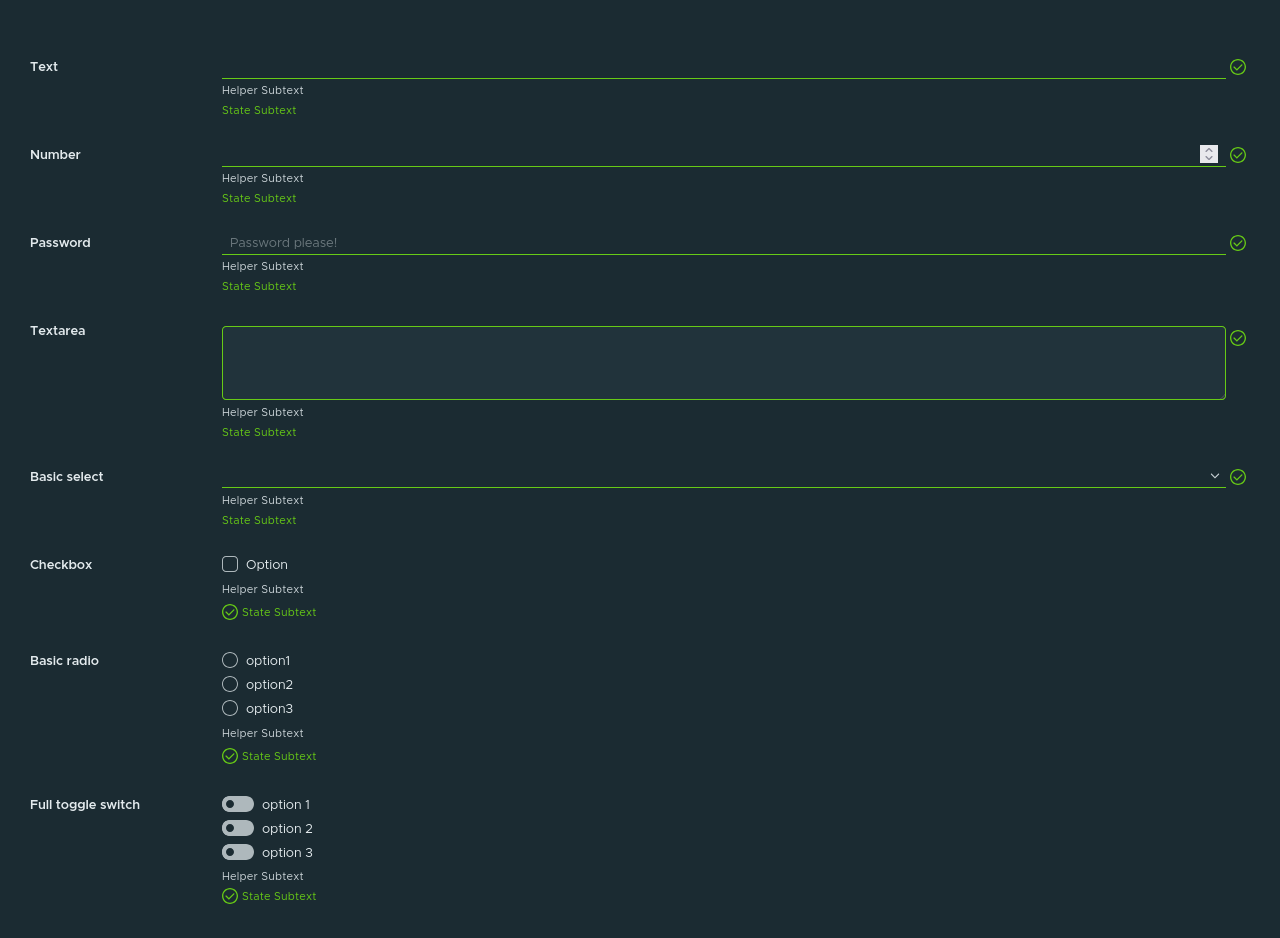 Text
Helper Subtext
State Subtext
Number
Helper Subtext
State Subtext
Password
Password please!
Helper Subtext
State Subtext
Textarea
Helper Subtext
State Subtext
Basic select
Helper Subtext
State Subtext
Checkbox
Option
Helper Subtext
State Subtext
Basic radio
option1
option2
option3
Helper Subtext
State Subtext
Full toggle switch
option 1
option 2
option 3
Helper Subtext
State Subtext